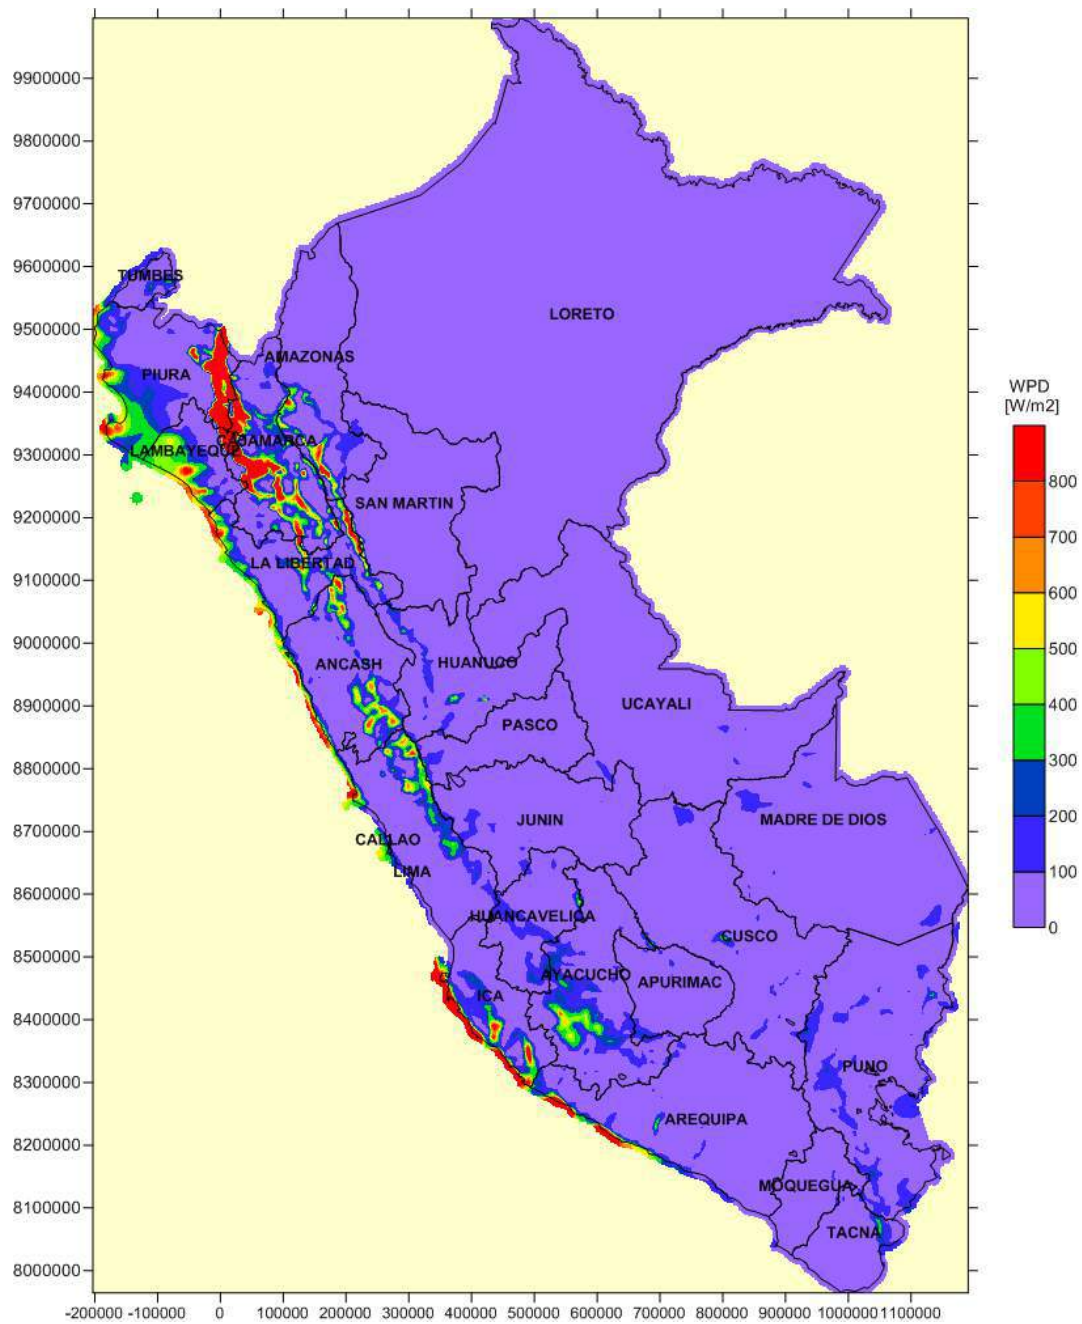 9900000
9800000
9700000
9600000
9500000
9400000
9300000
9200000
9100000
9000000
8900000
8800000
8700000
8600000
8500000
8400000
8300000
8200000
8100000
8000000
TUMBES
LORETO
AMAZONAS
PIURA
CAJAMARCA
LAMBAYEQUE
SAN MARTIN
LA LIBERTAD
ANCASH
HUANUCO
UCAYALI
PASCO
MADRE DE DIOS
JUNIN
CALLAO
LIMA
HUANCAVELICA
CUSCO
AYACUCHO
APURIMAC
ICA
PUNO
AREQUIPA
MOQUEGUA
TACNA
WPD
[W/m2]
800
700
600
500
400
300
200
100
0
-200000 -100000 0 100000 200000 300000 400000 500000 600000 700000 800000 900000 1000000 1100000